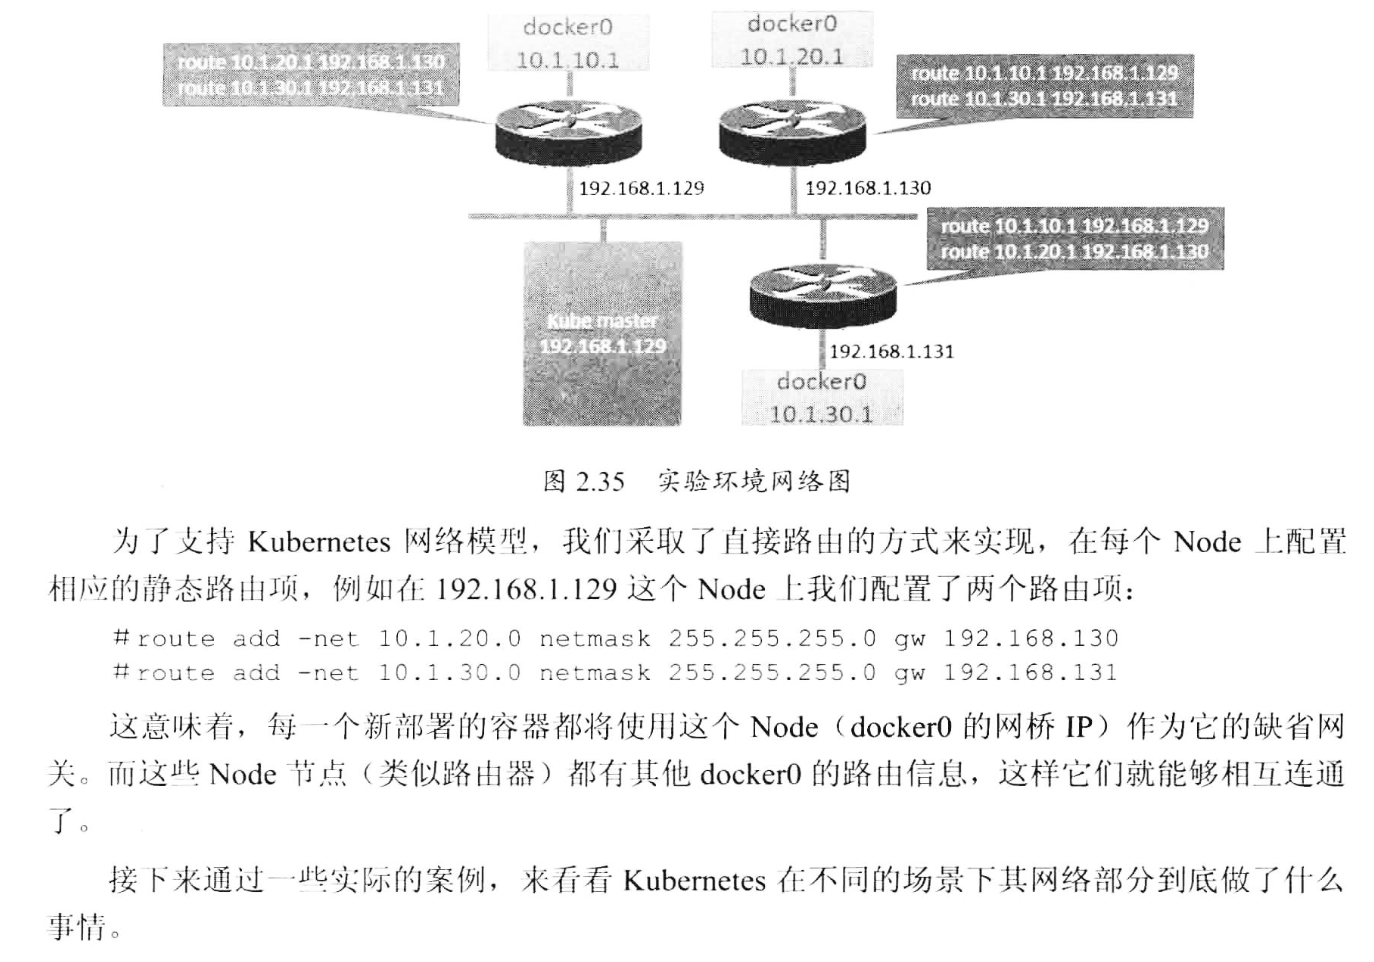 docker0
10.1.10.1
docker0
10.1.20.1
route 10.1.20.1 192.168.1.130
route 10.1.30.1 192.168.1.131
route 10.1.10.1 192.168.1.129
route 10.1.30.1 192.168.1.131
192.168.1.129
192.168.1.130
route 10.1.10.1 192.168.1.129
route 10.1.20.1 192.168.1.130
Kube master
192.168.1.129
192.168.1.131
docker0
10.1.30.1
图 2.35 实验环境网络图
为了支持 Kubernetes 网络模型，我们采取了直接路由的方式来实现，在每个 Node 上配置
相应的静态路由项，例如在 192.168.1.129 这个 Node 上我们配置了两个路由项：
#route add -net 10.1.20.0 netmask 255.255.255.0 gw 192.168.130
#route add -net 10.1.30.0 netmask 255.255.255.0 gw 192.168.131
这意味着，每一个新部署的容器都将使用这个 Node（docker0 的网桥 IP）作为它的缺省网
关。而这些 Node 节点（类似路由器）都有其他 docker0 的路由信息，这样它们就能够相互连通
了。
接下来通过一些实际的案例，来看看 Kubernetes 在不同的场景下其网络部分到底做了什么
事情。